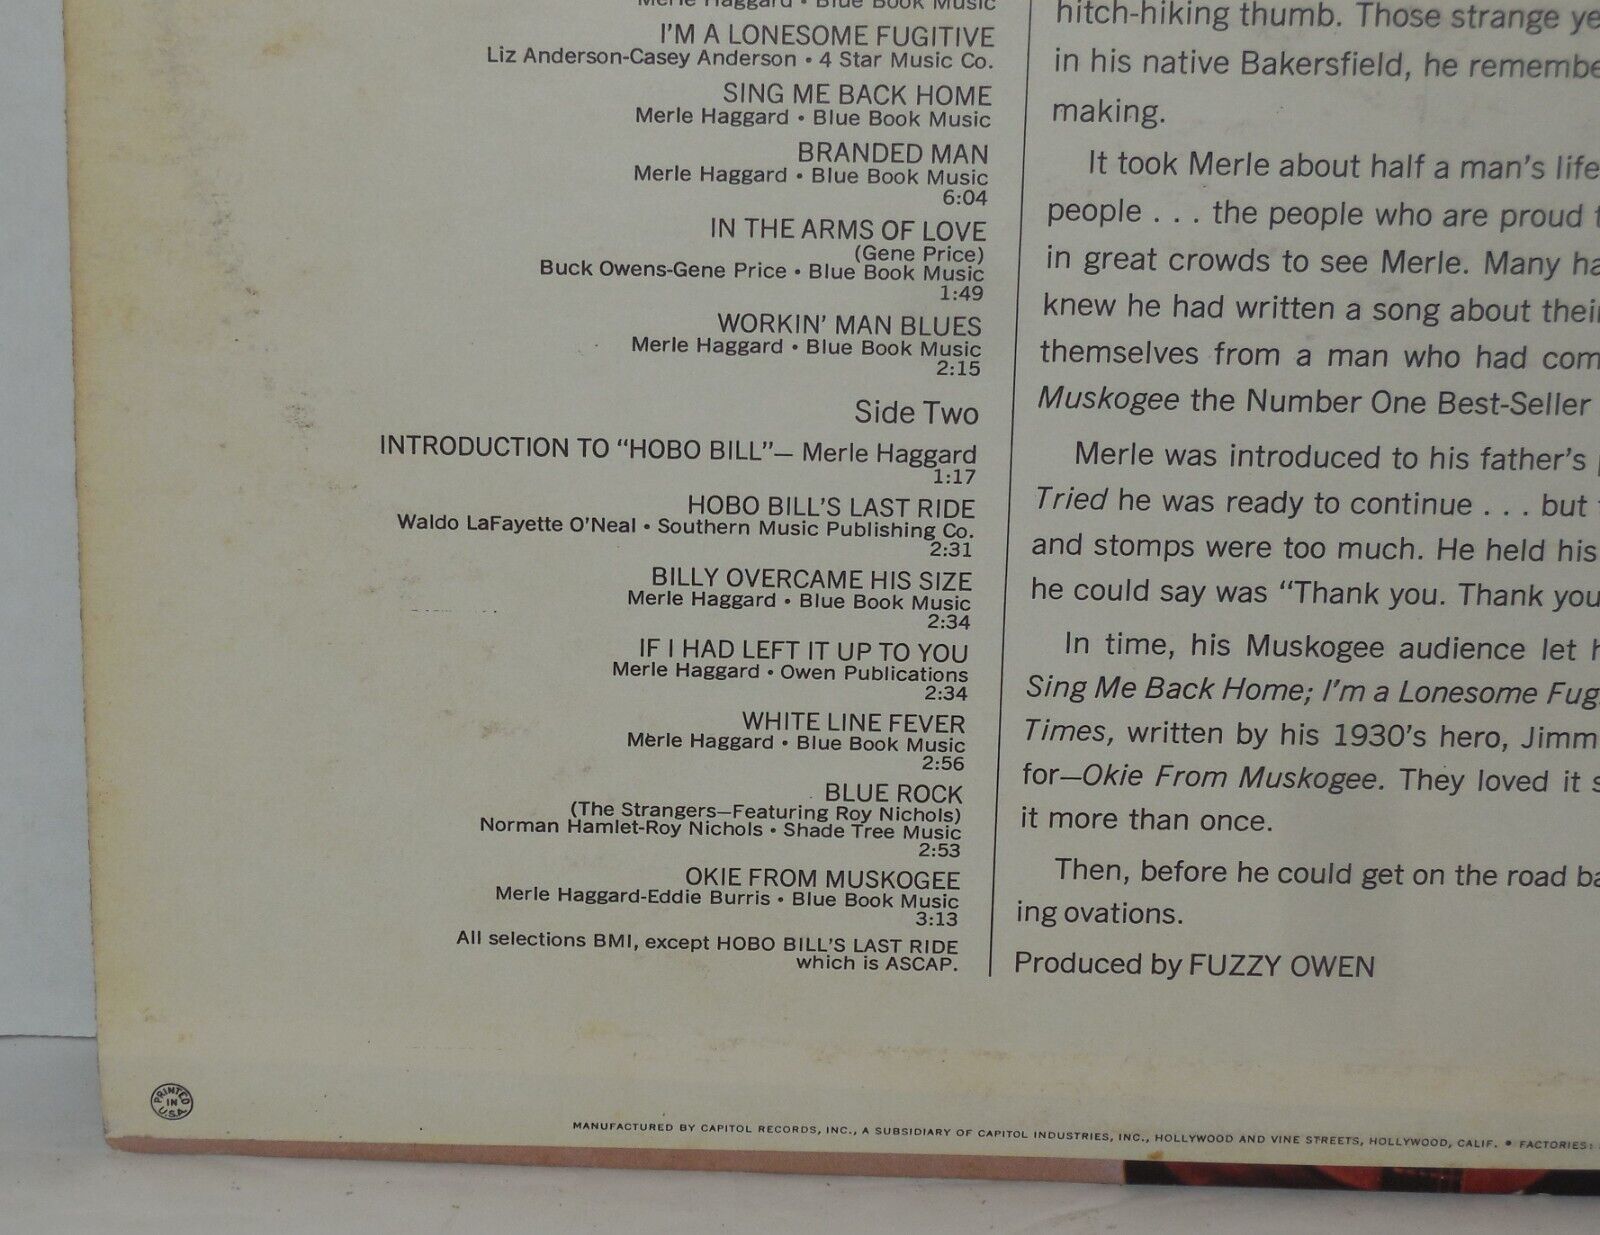 Merle Haggard • Blue Book Music
I'M A LONESOME FUGITIVE
Liz Anderson-Casey Anderson • 4 Star Music Co.
SING ME BACK HOME
Merle Haggard • Blue Book Music
BRANDED MAN
Merle Haggard • Blue Book Music
6:04
IN THE ARMS OF LOVE
(Gene Price)
Buck Owens-Gene Price • Blue Book Music
1:49
WORKIN' MAN BLUES
Merle Haggard • Blue Book Music
2:15
Side Two
INTRODUCTION TO “HOBO BILL”— Merle Haggard
1:17
HOBO BILL'S LAST RIDE
Waldo LaFayette O'Neal • Southern Music Publishing Co.
2:31
BILLY OVERCAME HIS SIZE
Merle Haggard • Blue Book Music
2:34
IF I HAD LEFT IT UP TO YOU
Merle Haggard • Owen Publications
2:34
WHITE LINE FEVER
Merle Haggard • Blue Book Music
2:56
BLUE ROCK
(The Strangers—Featuring Roy Nichols)
Norman Hamlet-Roy Nichols • Shade Tree Music
2:53
OKIE FROM MUSKOGEE
Merle Haggard-Eddie Burris • Blue Book Music
3:13
All selections BMI, except HOBO BILL'S LAST RIDE
which is ASCAP.
hitch-hiking thumb. Those strange
in his native Bakersfield, he
making.
It took Merle about half a man's life
people . . . the people who are proud
in great crowds to see Merle. Many
knew he had written a song about
themselves from a man who had
Muskogee the Number One Best-Seller
Merle was introduced to his father's
Tried he was ready to continue . . . but
and stomps were too much. He held his
he could say was “Thank you. Thank you
In time, his Muskogee audience let
Sing Me Back Home; I'm a Lonesome
Times, written by his 1930's hero,
for—Okie From Muskogee. They loved it
it more than once.
Then, before he could get on the road
ing ovations.
Produced by FUZZY OWEN
PRINTED
IN
U.S.A.
MANUFACTURED BY CAPITOL RECORDS, INC., A SUBSIDIARY OF CAPITOL INDUSTRIES, INC., HOLLYWOOD AND VINE STREETS, HOLLYWOOD, CALIF. • FACTORIES: